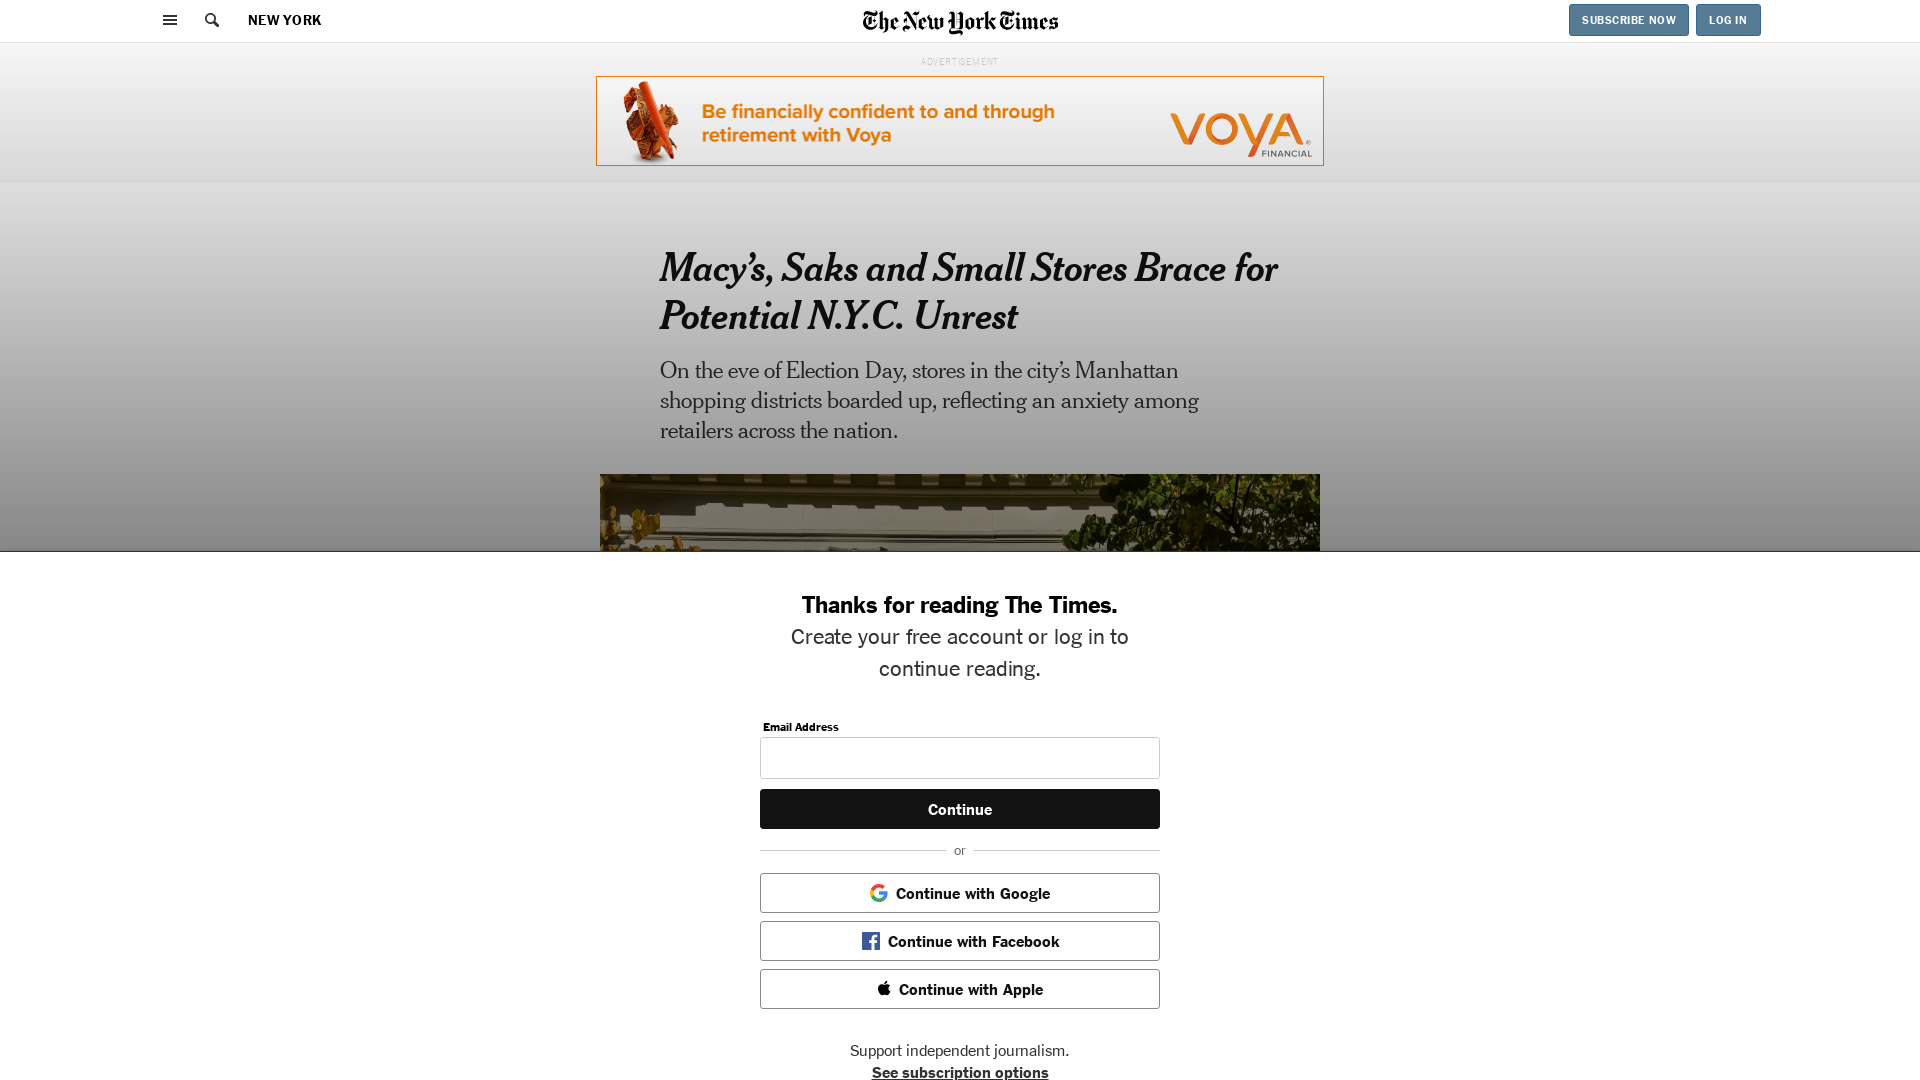 NEW YORK
The New York Times
SUBSCRIBE NOW
LOG IN
ADVERTISEMENT
Be financially confident to and through
retirement with Voya
VOYA®
FINANCIAL
Macy’s, Saks and Small Stores Brace for
Potential N.Y.C. Unrest
On the eve of Election Day, stores in the city’s Manhattan
shopping districts boarded up, reflecting an anxiety among
retailers across the nation.
Thanks for reading The Times.
Create your free account or log in to
continue reading.
Email Address
Continue
or
Continue with Google
Continue with Facebook
Continue with Apple
Support independent journalism.
See subscription options